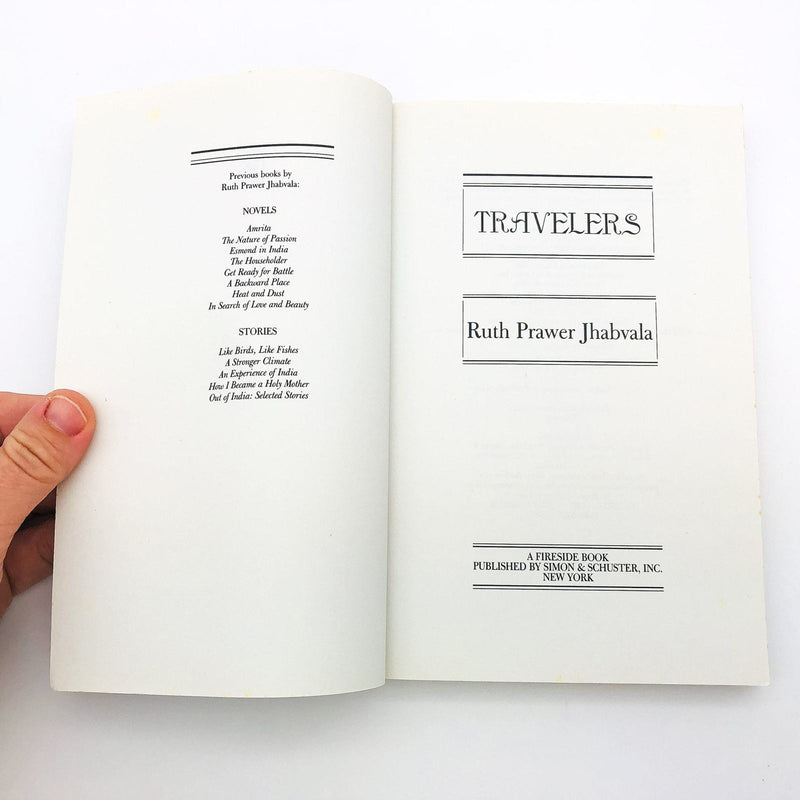 Previous books by
Ruth Prawer Jhabvala:
NOVELS
Amrita
The Nature of Passion
Esmond in India
The Householder
Get Ready for Battle
A Backward Place
Heat and Dust
In Search of Love and Beauty
STORIES
Like Birds, Like Fishes
A Stronger Climate
An Experience of India
How I Became a Holy Mother
Out of India: Selected Stories
TRAVELERS
Ruth Prawer Jhabvala
A FIRESIDE BOOK
PUBLISHED BY SIMON & SCHUSTER, INC.
NEW YORK